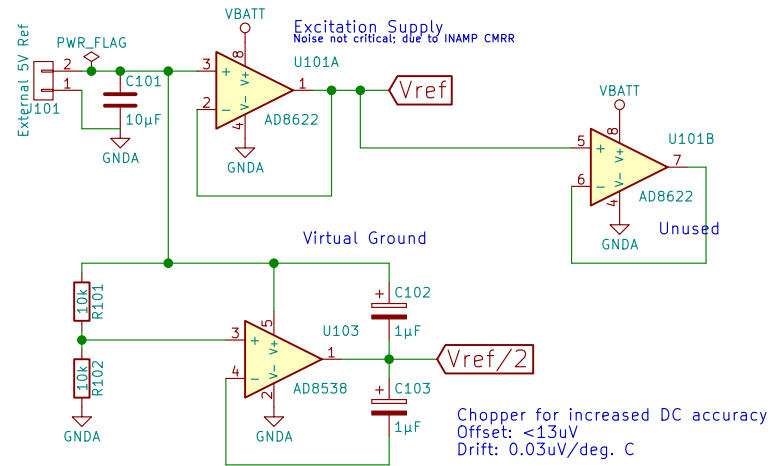 VBATT
Excitation Supply
Noise not critical; due to INAMP CMRR
External 5V Ref
PWR_FLAG
2
1
J101
C101
10µF
GNDA
3
2
+
−
8
V+
V−
4
1
U101A
AD8622
GNDA
Vref
VBATT
5
6
+
−
8
V+
V−
4
7
U101B
AD8622
GNDA
Unused
Virtual Ground
10k
R101
10k
R102
GNDA
3
4
+
−
5
V+
V−
2
1
U103
AD8538
GNDA
+
C102
1µF
Vref/2
+
C103
1µF
Chopper for increased DC accuracy
Offset: <13uV
Drift: 0.03uV/deg. C